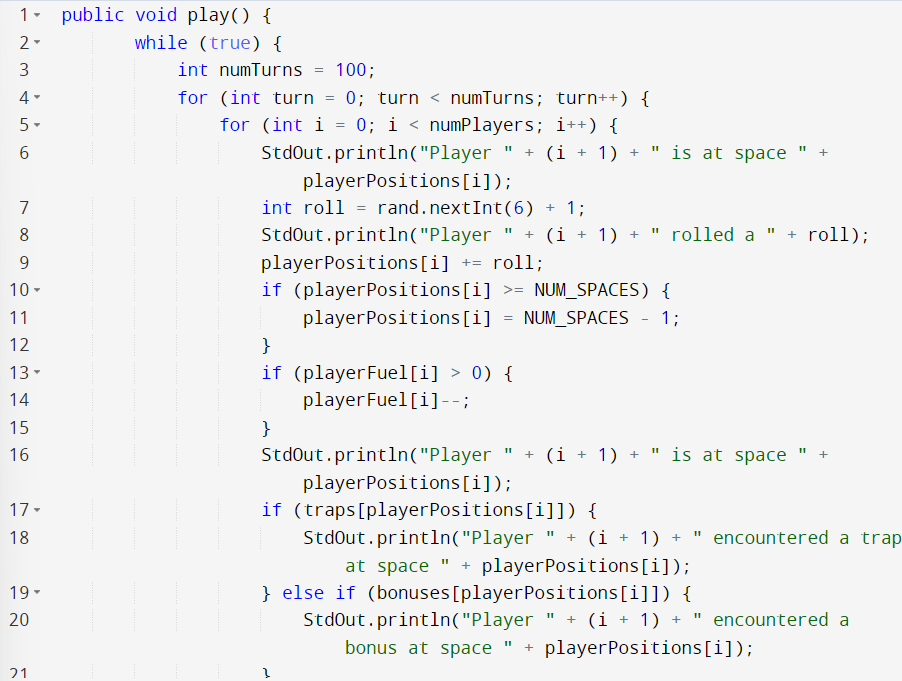 1 public void play() {
2 while (true) {
3 int numTurns = 100;
4 for (int turn = 0; turn < numTurns; turn++) {
5 for (int i = 0; i < numPlayers; i++) {
6 StdOut.println("Player " + (i + 1) + " is at space " +
playerPositions[i]);
7 int roll = rand.nextInt(6) + 1;
8 StdOut.println("Player " + (i + 1) + " rolled a " + roll);
9 playerPositions[i] += roll;
10 if (playerPositions[i] >= NUM_SPACES) {
11 playerPositions[i] = NUM_SPACES - 1;
12 }
13 if (playerFuel[i] > 0) {
14 playerFuel[i]--;
15 }
16 StdOut.println("Player " + (i + 1) + " is at space " +
playerPositions[i]);
17 if (traps[playerPositions[i]]) {
18 StdOut.println("Player " + (i + 1) + " encountered a trap
at space " + playerPositions[i]);
19 } else if (bonuses[playerPositions[i]]) {
20 StdOut.println("Player " + (i + 1) + " encountered a
bonus at space " + playerPositions[i]);
21 }